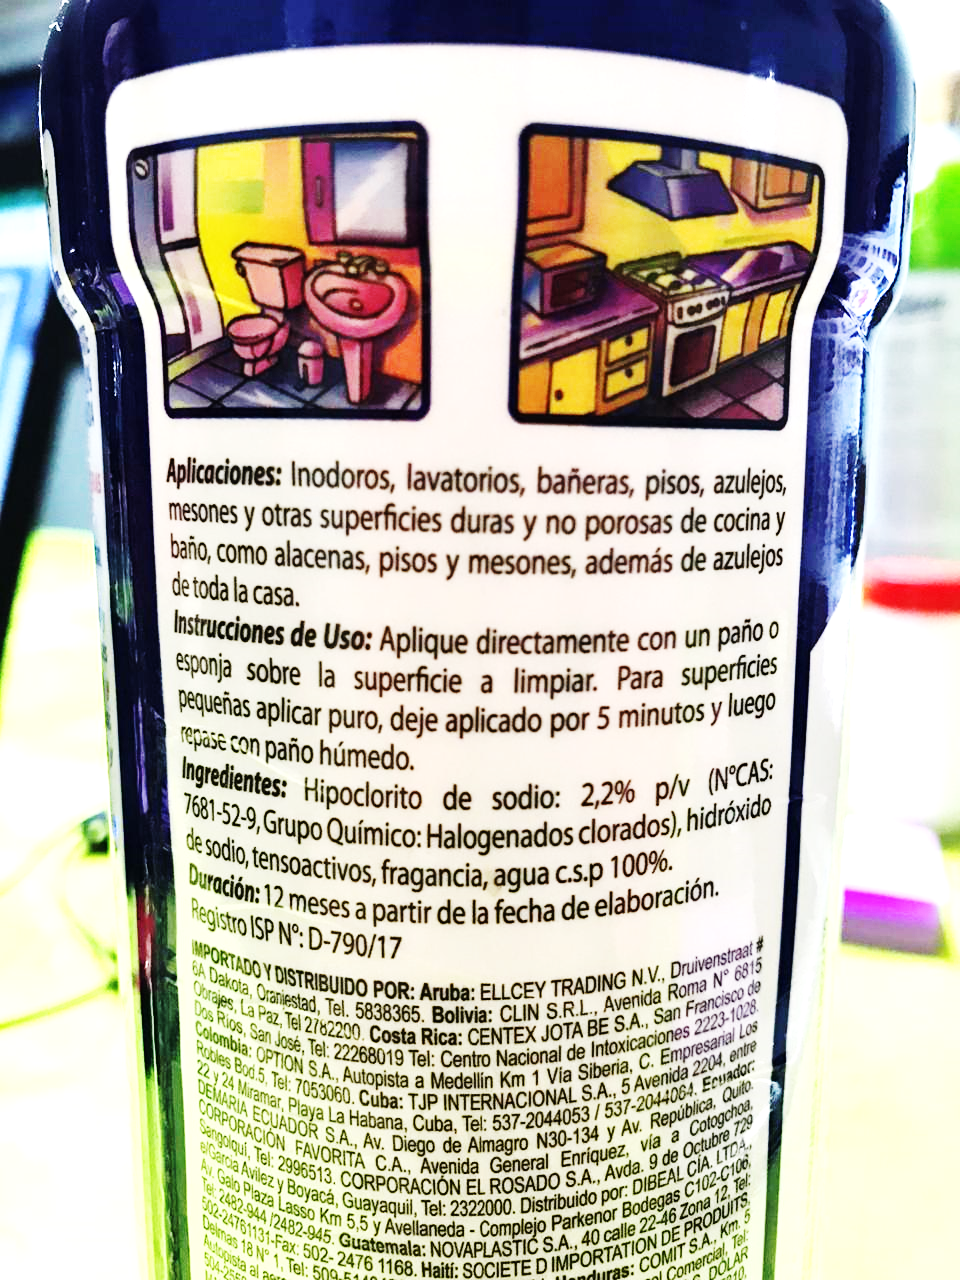 Aplicaciones: Inodoros, lavatorios, bañeras, pisos, azulejos,
mesones y otras superficies duras y no porosas de cocina y
baño, como alacenas, pisos y mesones, además de azulejos
de toda la casa.
Instrucciones de Uso: Aplique directamente con un paño o
esponja sobre la superficie a limpiar. Para superficies
pequeñas aplicar puro, deje aplicado por 5 minutos y luego
repase con paño húmedo.
Ingredientes: Hipoclorito de sodio: 2,2% p/v (N°CAS:
7681-52-9, Grupo Químico: Halogenados clorados), hidróxido
de sodio, tensoactivos, fragancia, agua c.s.p 100%.
Duración: 12 meses a partir de la fecha de elaboración.
Registro ISP N°: D-790/17
IMPORTADO Y DISTRIBUIDO POR: Aruba: ELLCEY TRADING N.V., Druivenstraat #
6A Dakota, Oraniestad, Tel. 5838365. Bolivia: CLIN S.R.L., Avenida Roma N° 6815
Obrajes, La Paz, Tel 2782200. Costa Rica: CENTEX JOTA BE S.A., San Francisco de
Dos Ríos, San José, Tel: 22268019 Tel: Centro Nacional de Intoxicaciones 2223-1028.
Colombia: OPTION S.A., Autopista a Medellin Km 1 Vía Siberia, C. Empresarial Los
Robles Bod.5, Tel: 7053060. Cuba: TJP INTERNACIONAL S.A., 5 Avenida 2204, entre
22 y 24 Miramar, Playa La Habana, Cuba, Tel: 537-2044053 / 537-2044064. Ecuador:
DEMARIA ECUADOR S.A., Av. Diego de Almagro N30-134 y Av. República, Quito.
CORPORACION FAVORITA C.A., Avenida General Enríquez, vía a Cotogchoa,
Sangolquí, Tel: 2996513. CORPORACIÓN EL ROSADO S.A., Avda. 9 de Octubre 729
e/García Avilez y Boyacá, Guayaquil, Tel: 2322000. Distribuido por: DIBEAL CÍA. LTDA.,
Av. Galo Plaza Lasso Km 5,5 y Avellaneda - Complejo Parkenor Bodegas C102-C106,
Tel: 2482-944 /2482-945. Guatemala: NOVAPLASTIC S.A., 40 calle 22-46 Zona 12, Tel:
502-24761131-Fax: 502- 2476 1168. Haití: SOCIETE D IMPORTATION DE PRODUITS,
Delmas 18 N° 1, Tel: Honduras: COMIT S.A., Km. 5
Autopista al Comercial, Tel:
DOLAR